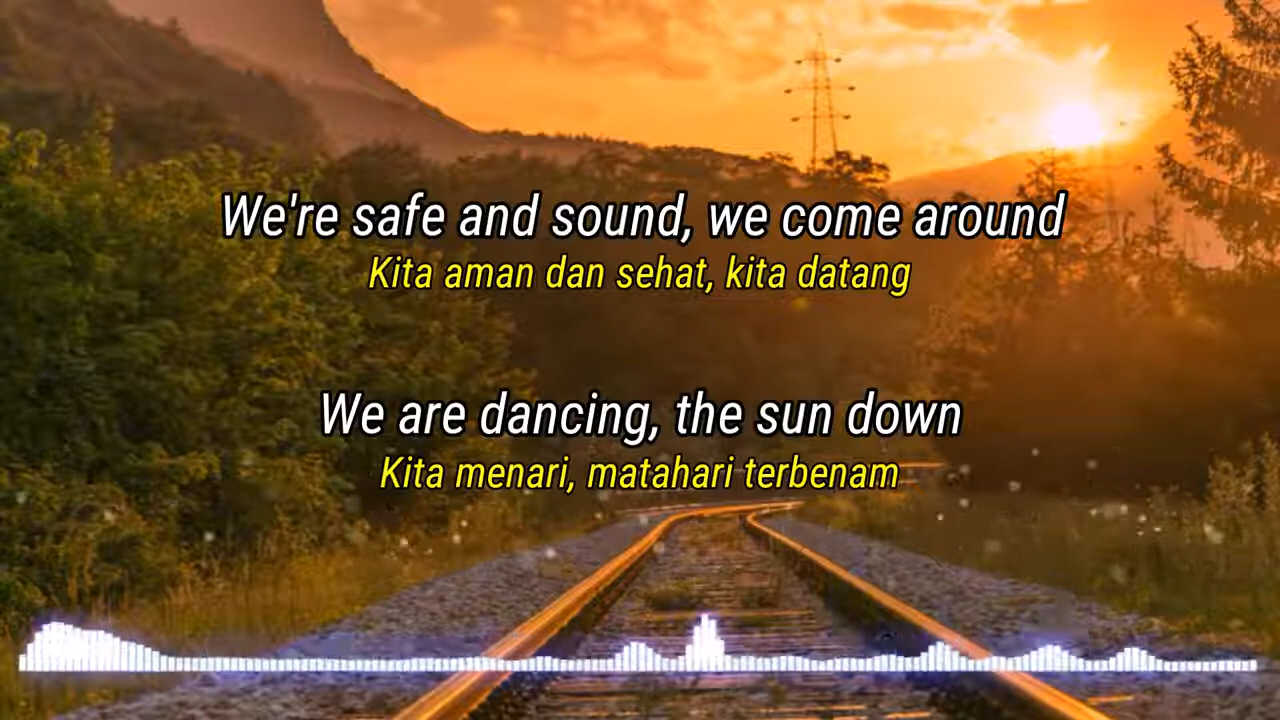 We're safe and sound, we come around
Kita aman dan sehat, kita datang
We are dancing, the sun down
Kita menari, matahari terbenam